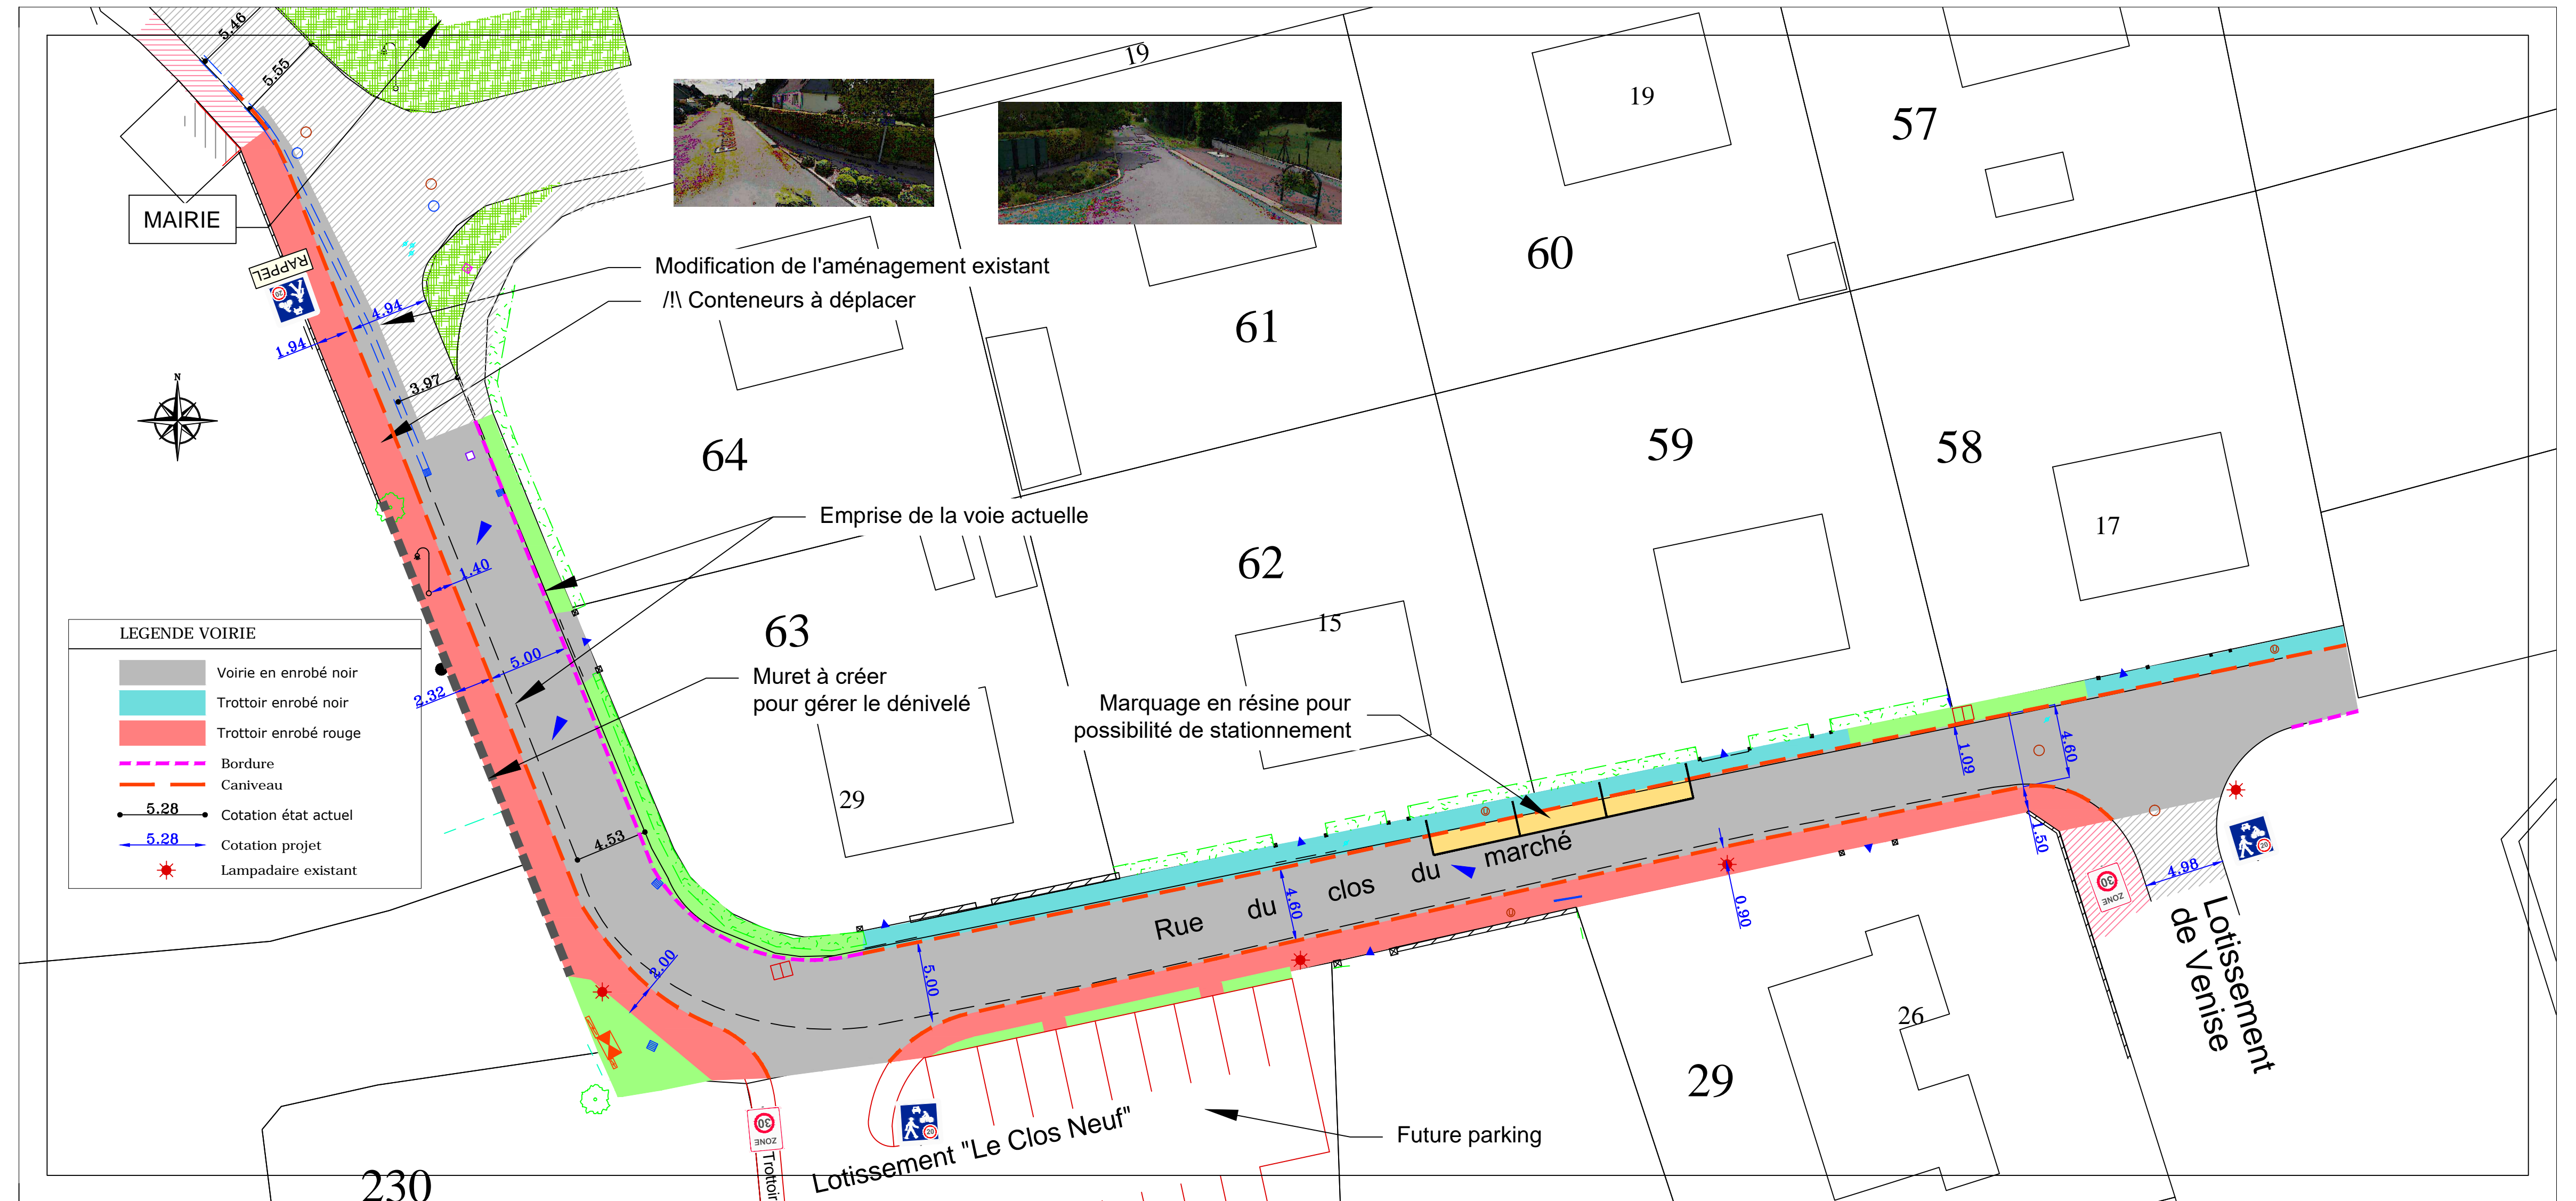 5.46
5.55
19
19
57
MAIRIE
RAPPEL
20
Modification de l'aménagement existant
/!\ Conteneurs à déplacer
4.94
1.94
3.97
N
60
61
64
59
58
17
Emprise de la voie actuelle
1.40
62
15
63
5.00
2.32
Muret à créer
pour gérer le dénivelé
Marquage en résine pour
possibilité de stationnement
29
4.53
LEGENDE VOIRIE
Voirie en enrobé noir
Trottoir enrobé noir
Trottoir enrobé rouge
Bordure
Caniveau
5.28 Cotation état actuel
5.28 Cotation projet
Lampadaire existant
Rue du clos du marché
4.60
1.09
4.60
1.50
4.98
0.90
5.00
2.00
ZONE
30
20
Lotissement
de Venise
26
29
20
Lotissement "Le Clos Neuf"
Future parking
ZONE
30
Trottoir
230